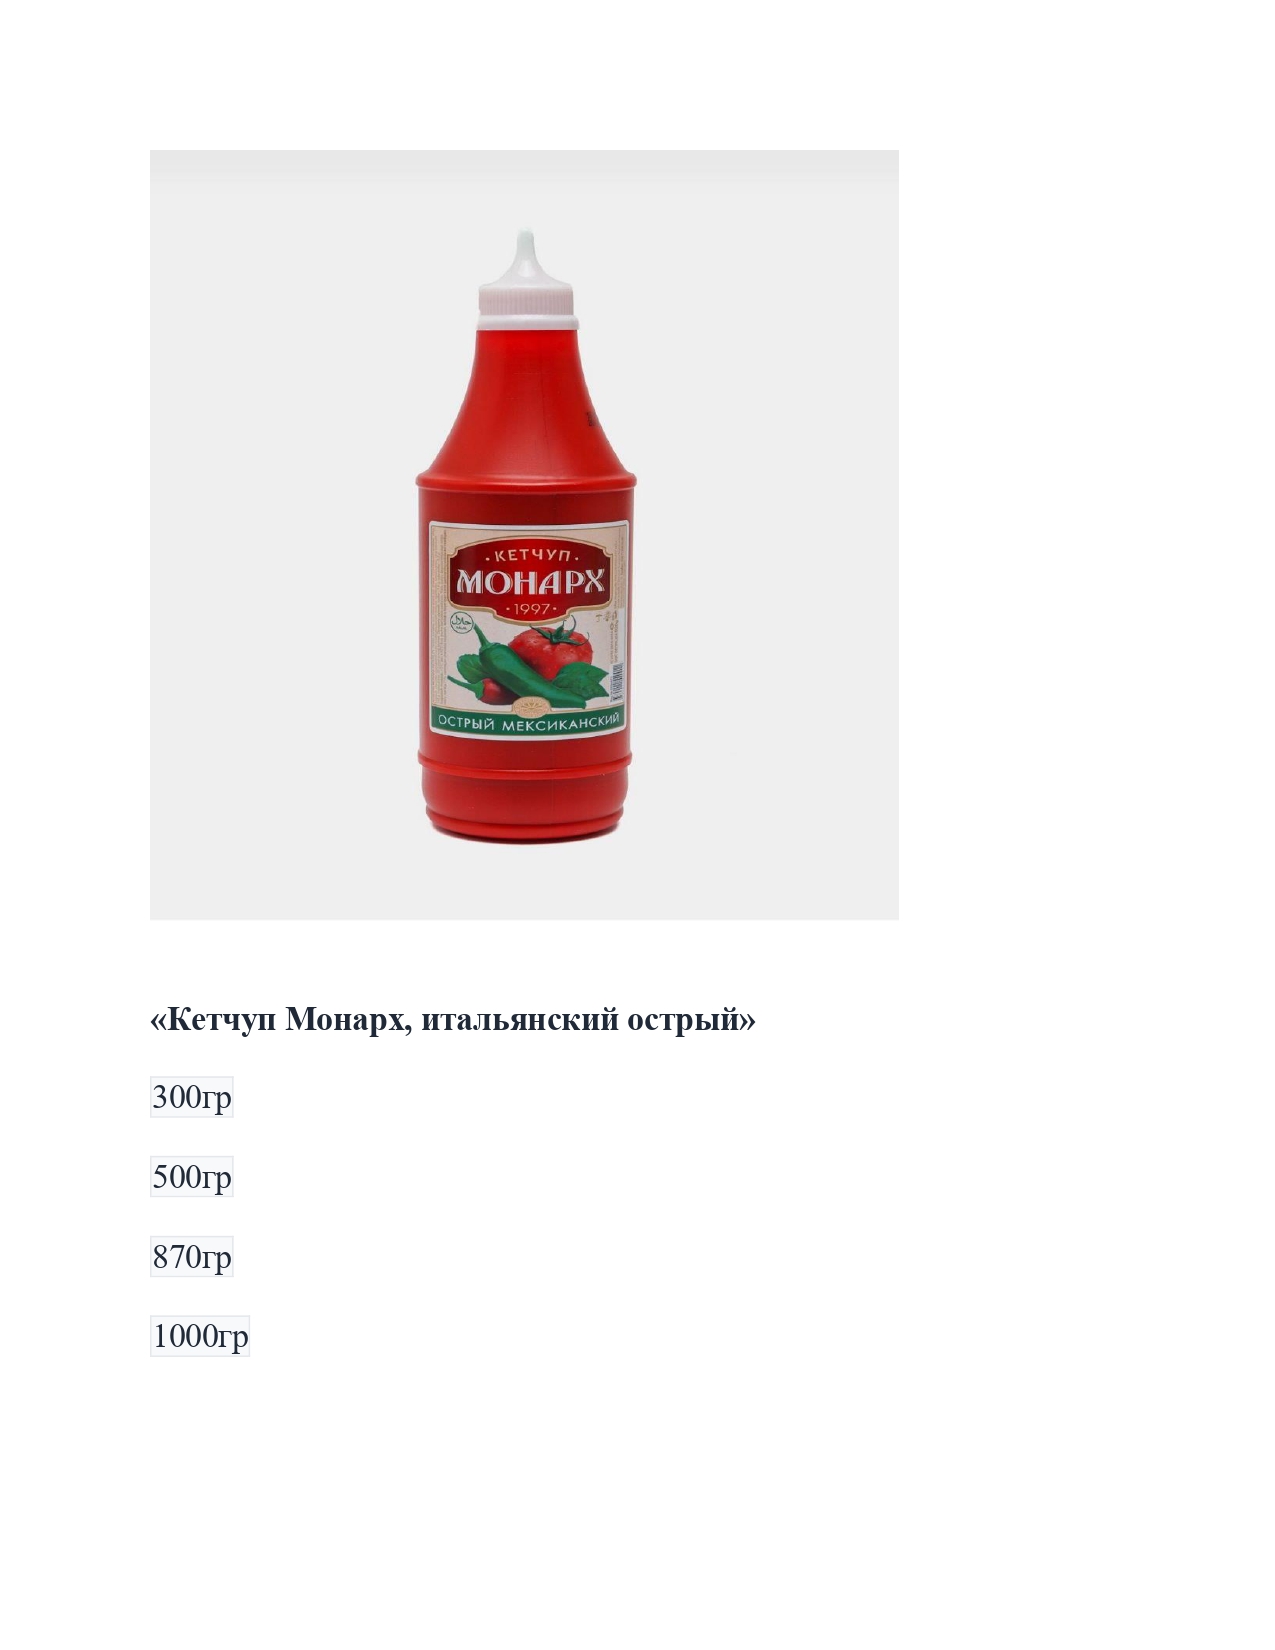 · КЕТЧУП ·
МОНАРХ
· 1997 ·
ОСТРЫЙ МЕКСИКАНСКИЙ
«Кетчуп Монарх, итальянский острый»
300гр
500гр
870гр
1000гр